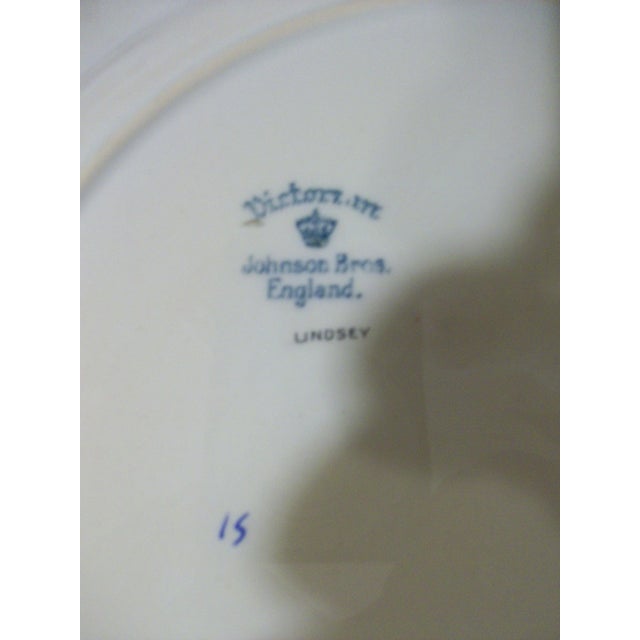 Victorian
Johnson Bros.
England.
LINDSEY
15